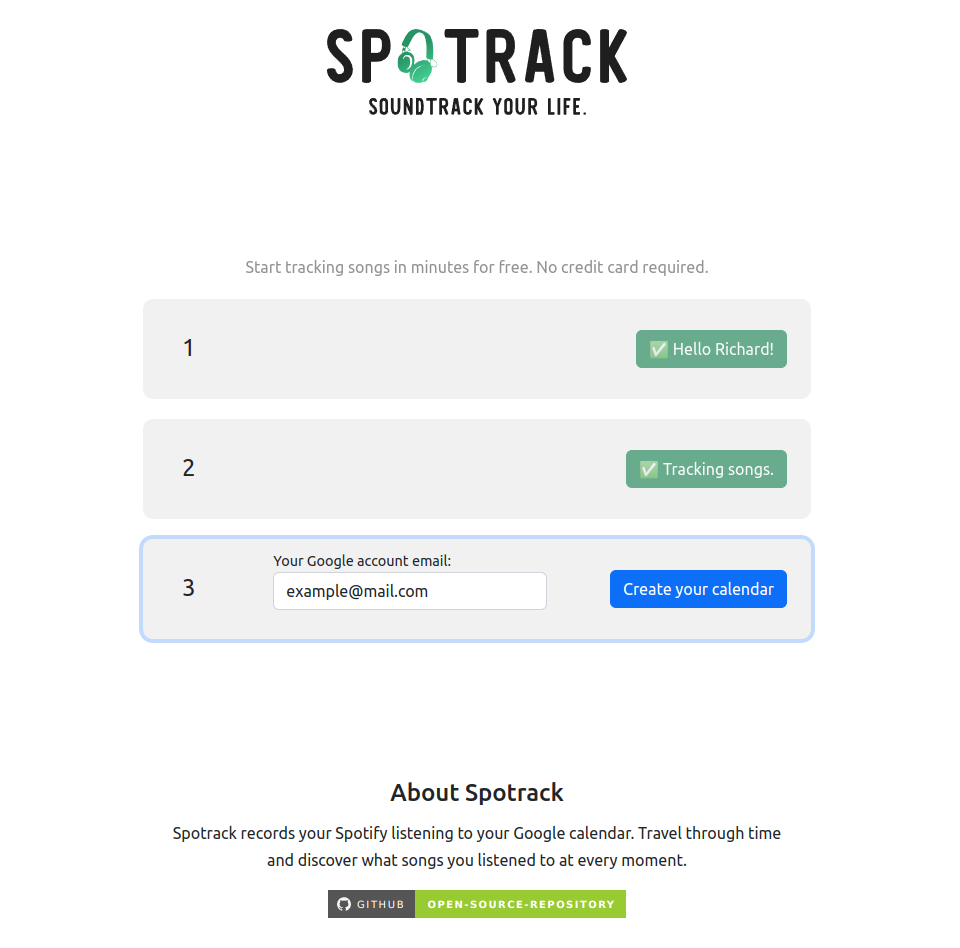 SPOTRACK
SOUNDTRACK YOUR LIFE.
Start tracking songs in minutes for free. No credit card required.
1
✅ Hello Richard!
2
✅ Tracking songs.
Your Google account email:
3
example@mail.com
Create your calendar
About Spotrack
Spotrack records your Spotify listening to your Google calendar. Travel through time
and discover what songs you listened to at every moment.
GITHUB OPEN-SOURCE-REPOSITORY